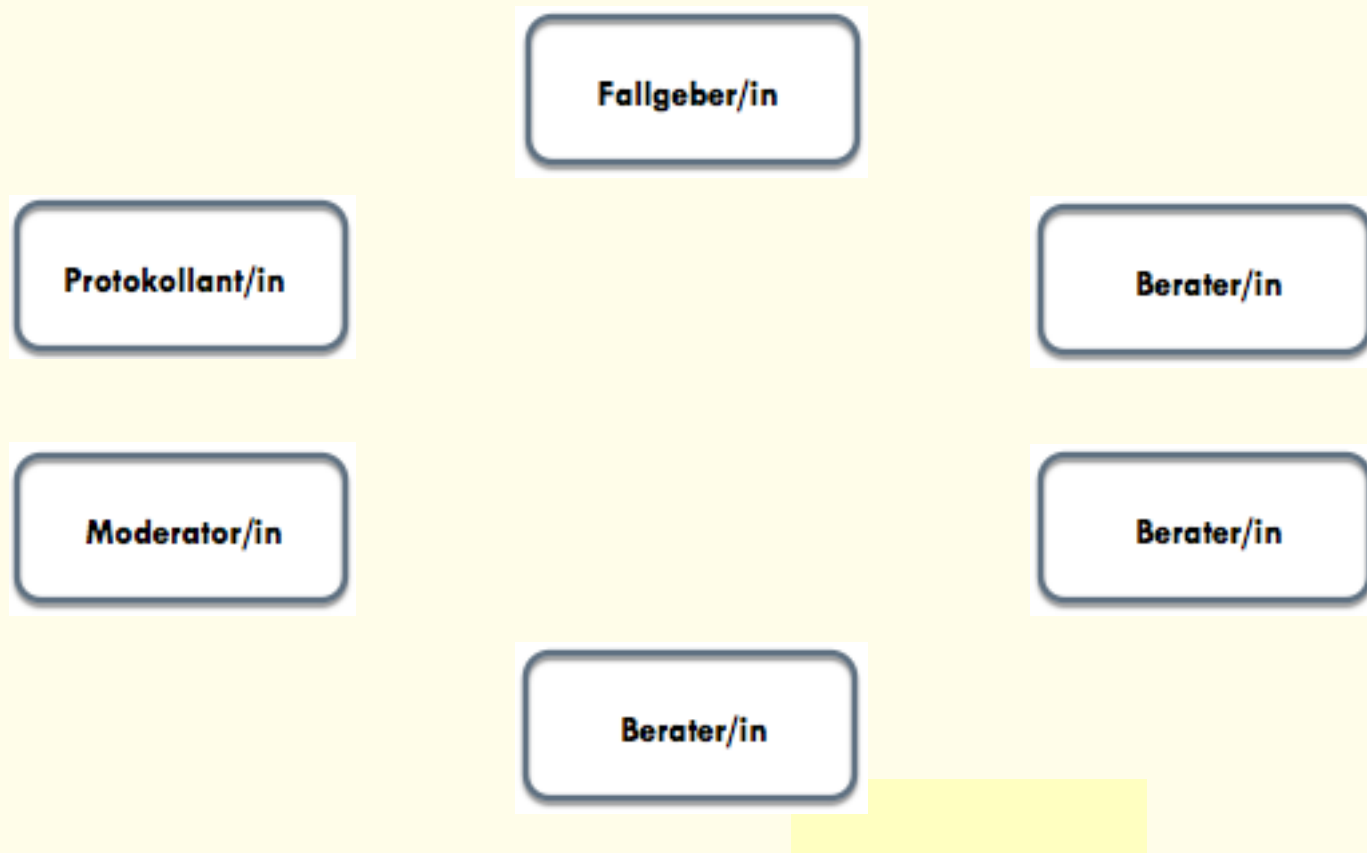 Fallgeber/in
Protokollant/in
Berater/in
Moderator/in
Berater/in
Berater/in